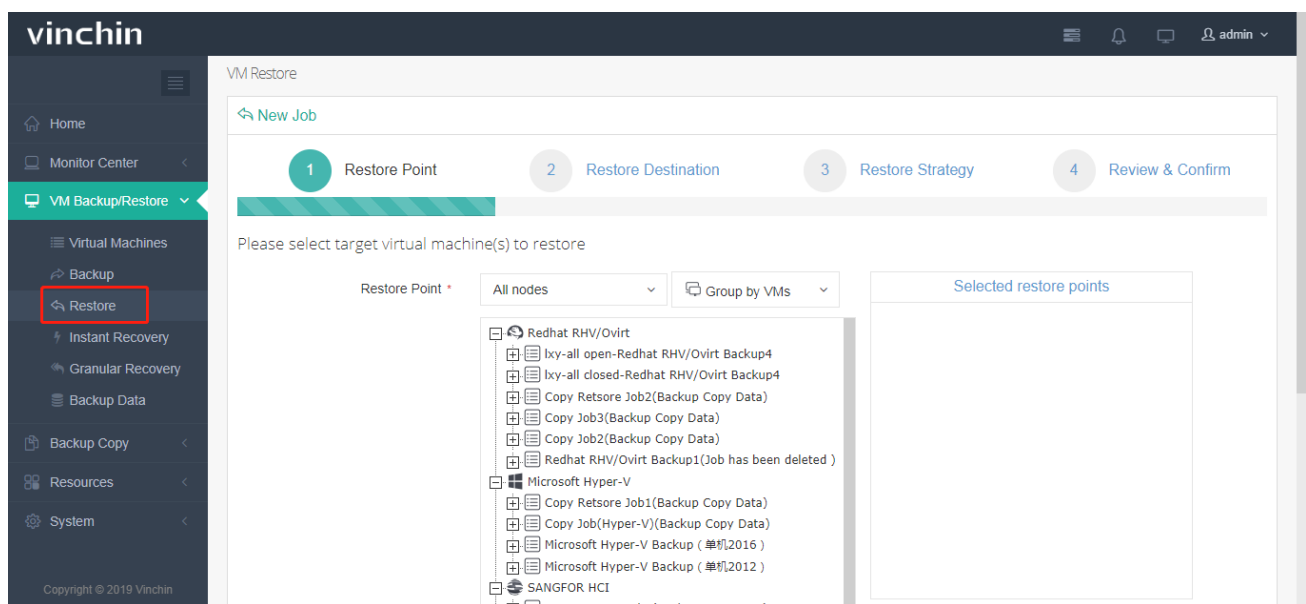 vinchin
admin
VM Restore
New Job
Home
Monitor Center
VM Backup/Restore
Virtual Machines
Backup
Restore
Instant Recovery
Granular Recovery
Backup Data
Backup Copy
Resources
System
Copyright © 2019 Vinchin
1 Restore Point 2 Restore Destination 3 Restore Strategy 4 Review & Confirm
Please select target virtual machine(s) to restore
Restore Point * All nodes Group by VMs Selected restore points
Redhat RHV/Ovirt
lxy-all open-Redhat RHV/Ovirt Backup4
lxy-all closed-Redhat RHV/Ovirt Backup4
Copy Retsore Job2(Backup Copy Data)
Copy Job3(Backup Copy Data)
Copy Job2(Backup Copy Data)
Redhat RHV/Ovirt Backup1(Job has been deleted )
Microsoft Hyper-V
Copy Retsore Job1(Backup Copy Data)
Copy Job(Hyper-V)(Backup Copy Data)
Microsoft Hyper-V Backup（单机2016）
Microsoft Hyper-V Backup（单机2012）
SANGFOR HCI